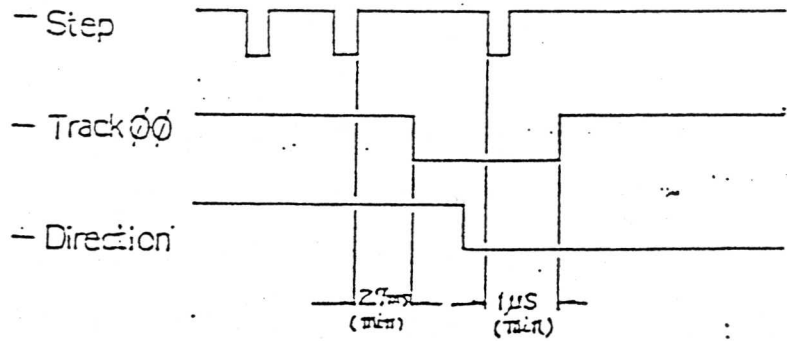 – Step
– Track ØØ
– Direction
1µs
(min) (min)